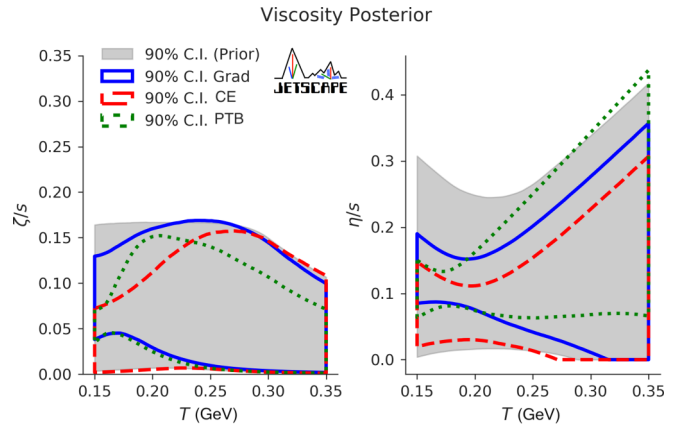 Viscosity Posterior
90% C.I. (Prior)
90% C.I. Grad
90% C.I. CE
90% C.I. PTB
JETSCAPE
0.35
0.30
0.25
0.20
0.15
0.10
0.05
0.00
ζ/s
0.15 0.20 0.25 0.30 0.35
T (GeV)
0.4
0.3
0.2
0.1
0.0
η/s
0.15 0.20 0.25 0.30 0.35
T (GeV)